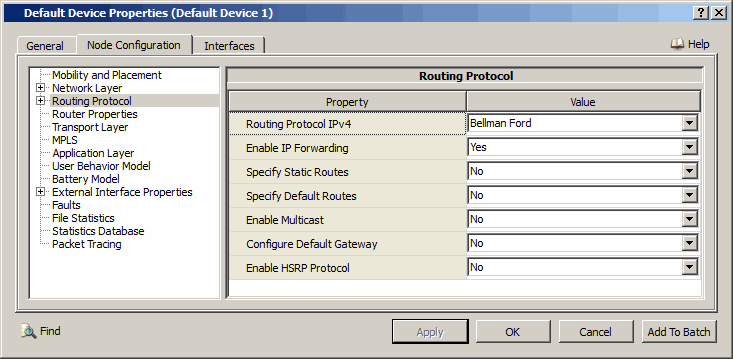 Default Device Properties (Default Device 1)
General
Node Configuration
Interfaces
Help
Mobility and Placement
Network Layer
Routing Protocol
Router Properties
Transport Layer
MPLS
Application Layer
User Behavior Model
Battery Model
External Interface Properties
Faults
File Statistics
Statistics Database
Packet Tracing
Routing Protocol
Property Value
Routing Protocol IPv4 Bellman Ford
Enable IP Forwarding Yes
Specify Static Routes No
Specify Default Routes No
Enable Multicast No
Configure Default Gateway No
Enable HSRP Protocol No
Find
Apply
OK
Cancel
Add To Batch